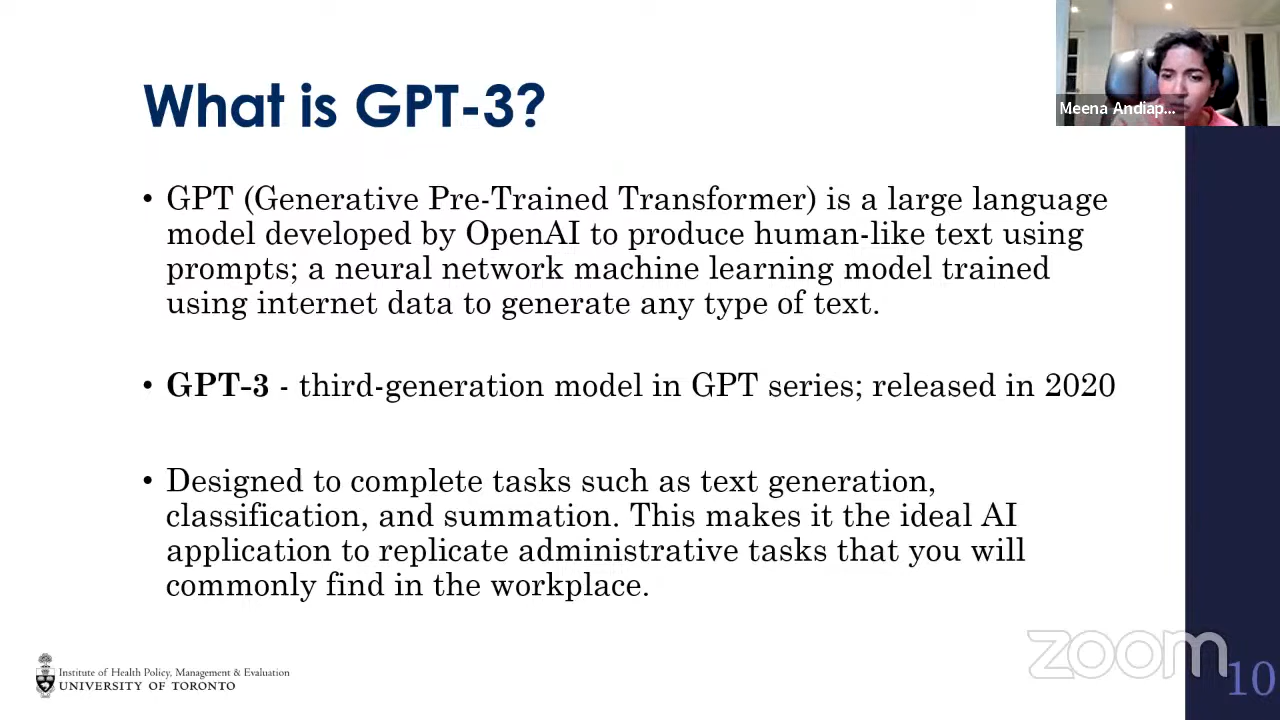 What is GPT-3?
Meena Andiap...
• GPT (Generative Pre-Trained Transformer) is a large language
model developed by OpenAI to produce human-like text using
prompts; a neural network machine learning model trained
using internet data to generate any type of text.
• GPT-3 - third-generation model in GPT series; released in 2020
• Designed to complete tasks such as text generation,
classification, and summation. This makes it the ideal AI
application to replicate administrative tasks that you will
commonly find in the workplace.
Institute of Health Policy, Management & Evaluation
UNIVERSITY OF TORONTO
zoom
10